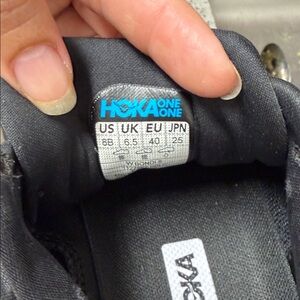 HOKA ONE ONE
US UK EU JPN
8B 6.5 40 25
HOKA